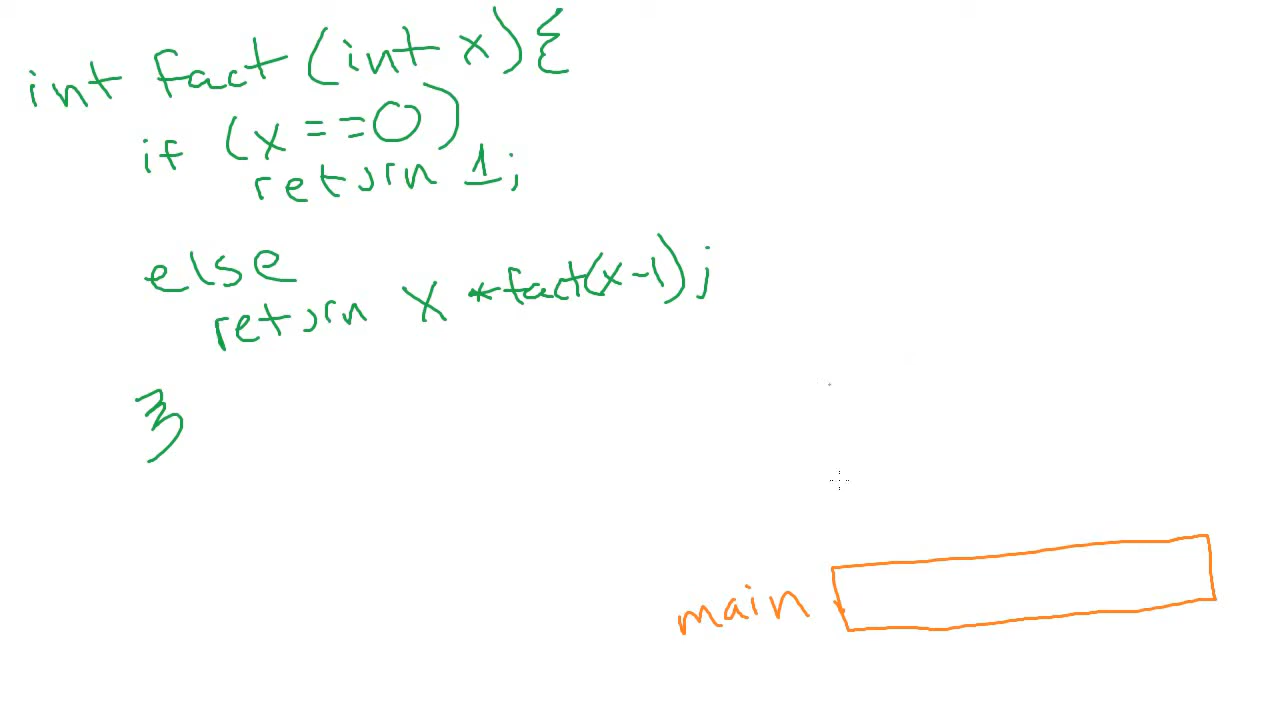 int fact (int x){
if (x==0)
return 1;
else
return x *fact(x-1);
}
main